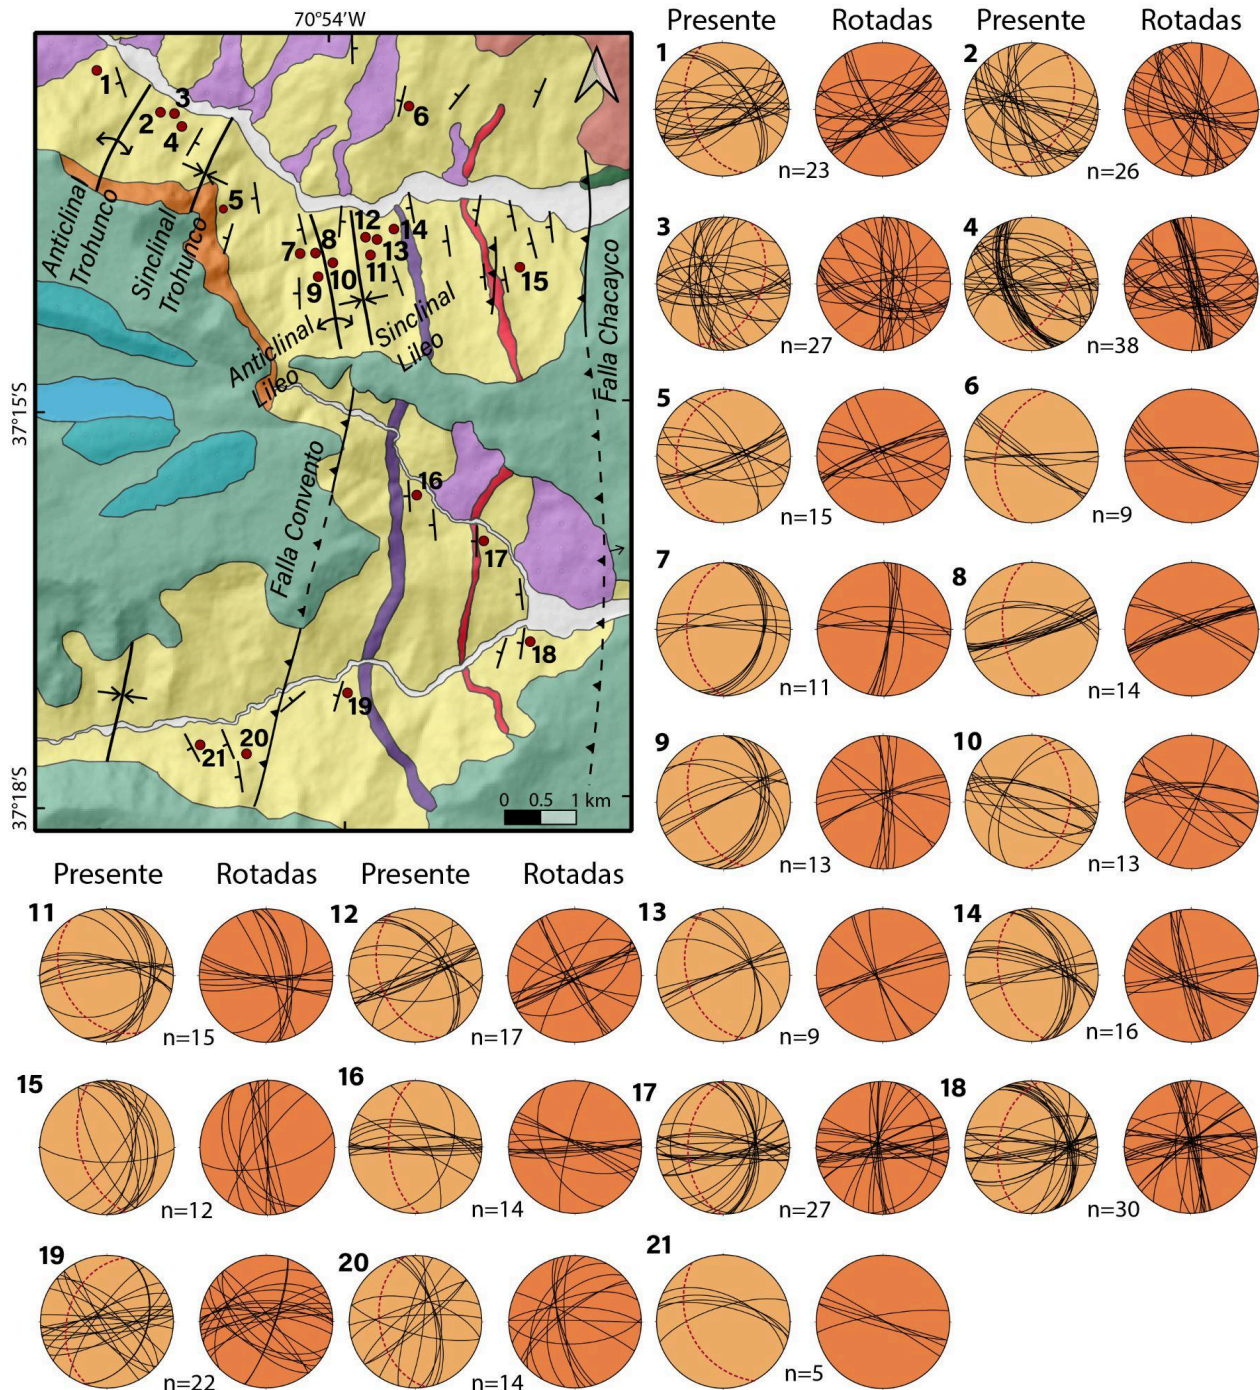 70°54'W
Presente
Rotadas
Presente
Rotadas
1
2
3
4
5
6
7
8
9
10
11
12
13
14
15
16
17
18
19
20
21
Anticlinal
Trohunco
Sinclinal
Trohunco
Anticlinal
Lileo
Sinclinal
Lileo
Falla Chacayco
Falla Convento
37°15'S
37°18'S
0 0.5 1 km
1
n=23
2
n=26
3
n=27
4
n=38
5
n=15
6
n=9
7
n=11
8
n=14
9
n=13
10
n=13
Presente
Rotadas
Presente
Rotadas
11
n=15
12
n=17
13
n=9
14
n=16
15
n=12
16
n=14
17
n=27
18
n=30
19
n=22
20
n=14
21
n=5